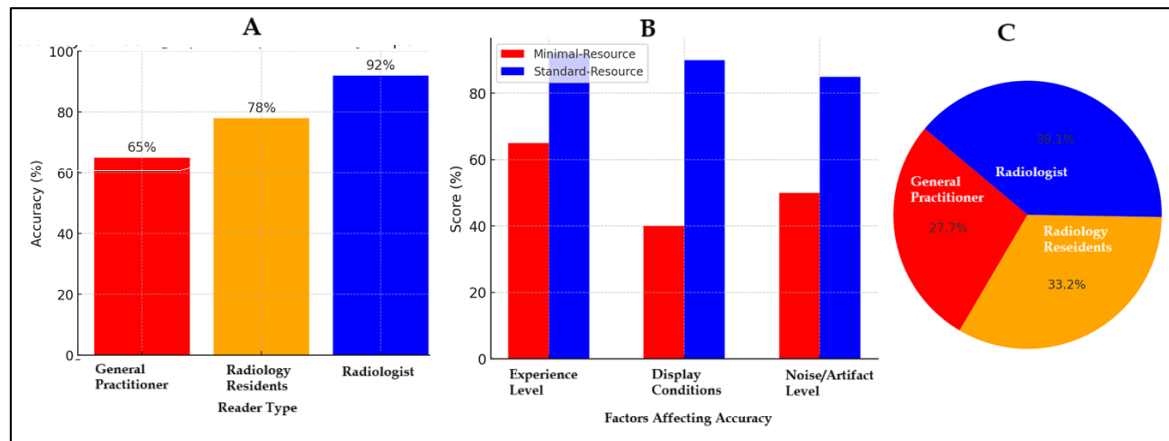 A
100
80
60
40
20
0
Accuracy (%)
65%
78%
92%
General
Practitioner
Radiology
Residents
Radiologist
Reader Type
B
Minimal-Resource
Standard-Resource
80
60
40
20
0
Score (%)
Experience
Level
Display
Conditions
Noise/Artifact
Level
Factors Affecting Accuracy
C
39.1%
Radiologist
General
Practitioner
27.7%
Radiology
Reseidents
33.2%